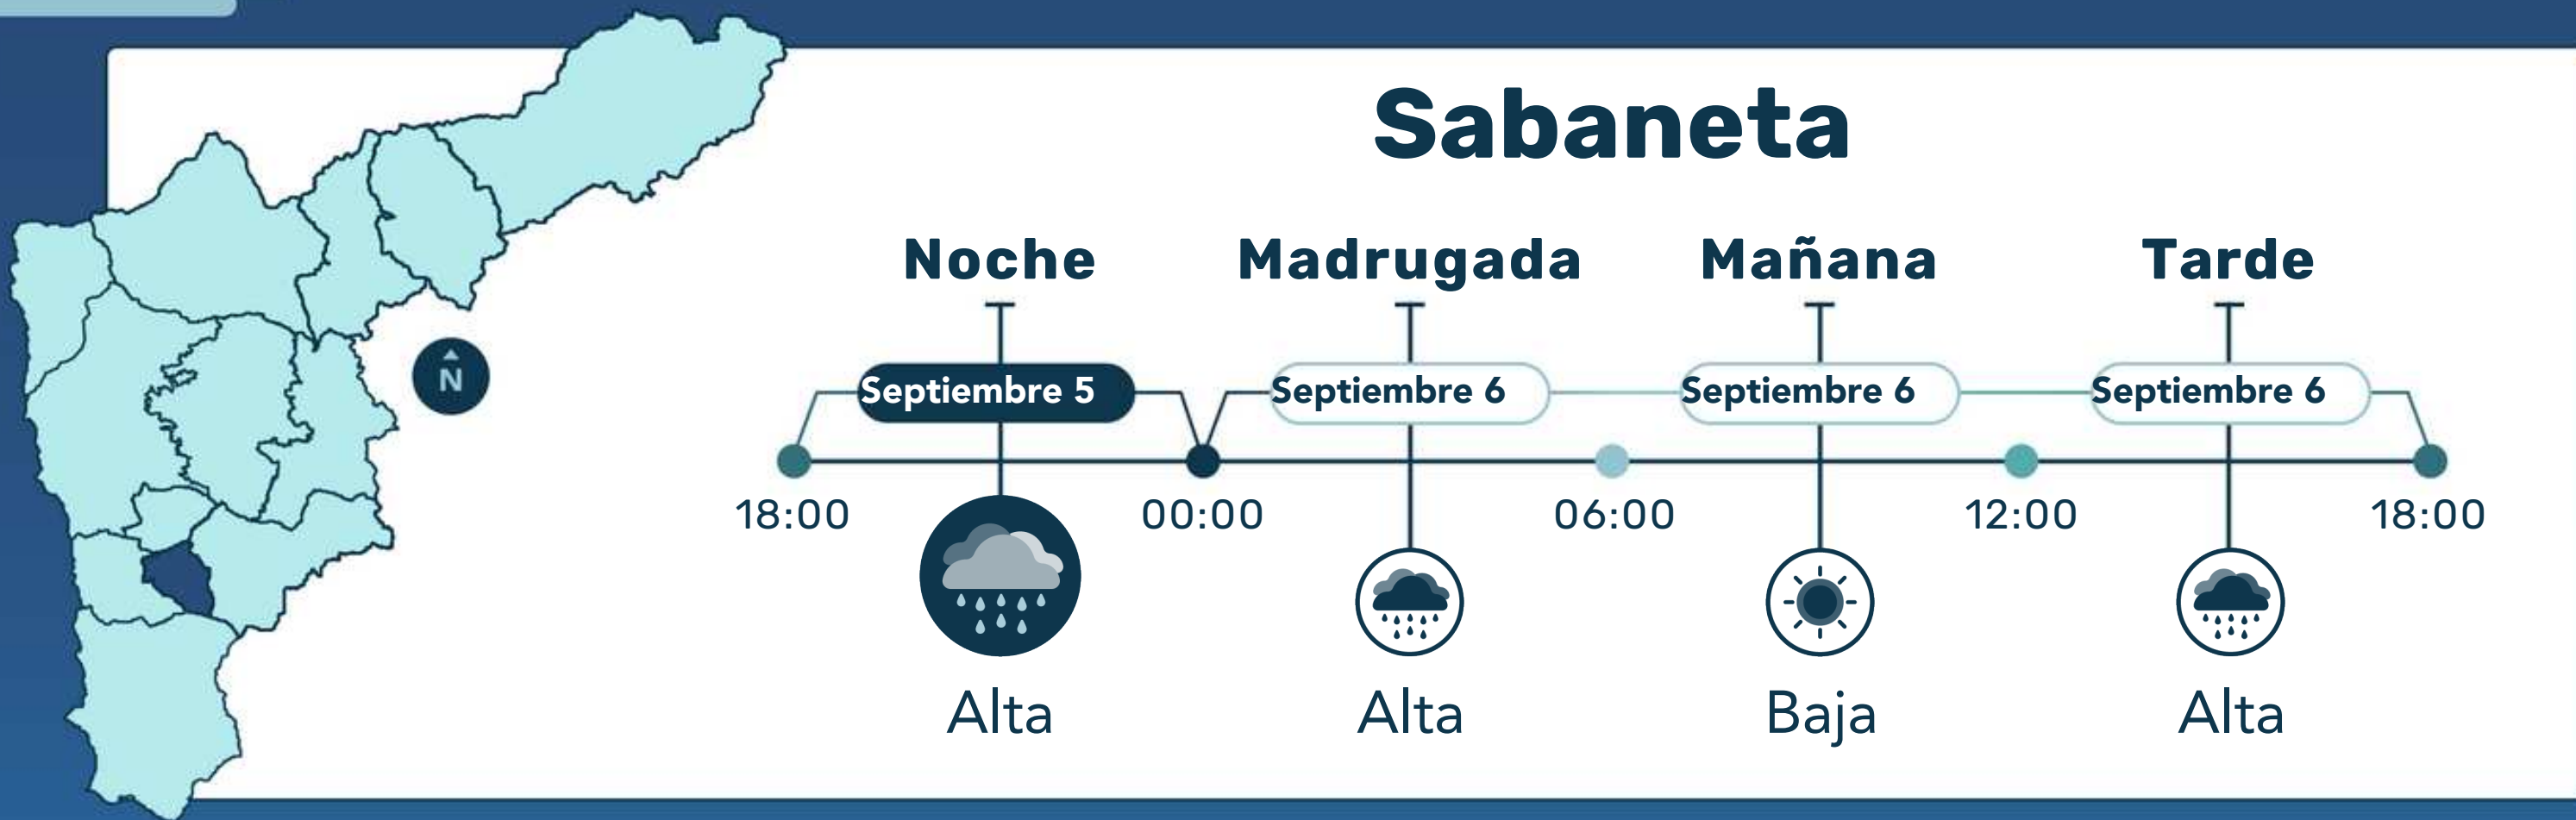 Sabaneta
Noche Madrugada Mañana Tarde
N
Septiembre 5 Septiembre 6 Septiembre 6 Septiembre 6
18:00 00:00 06:00 12:00 18:00
Alta Alta Baja Alta